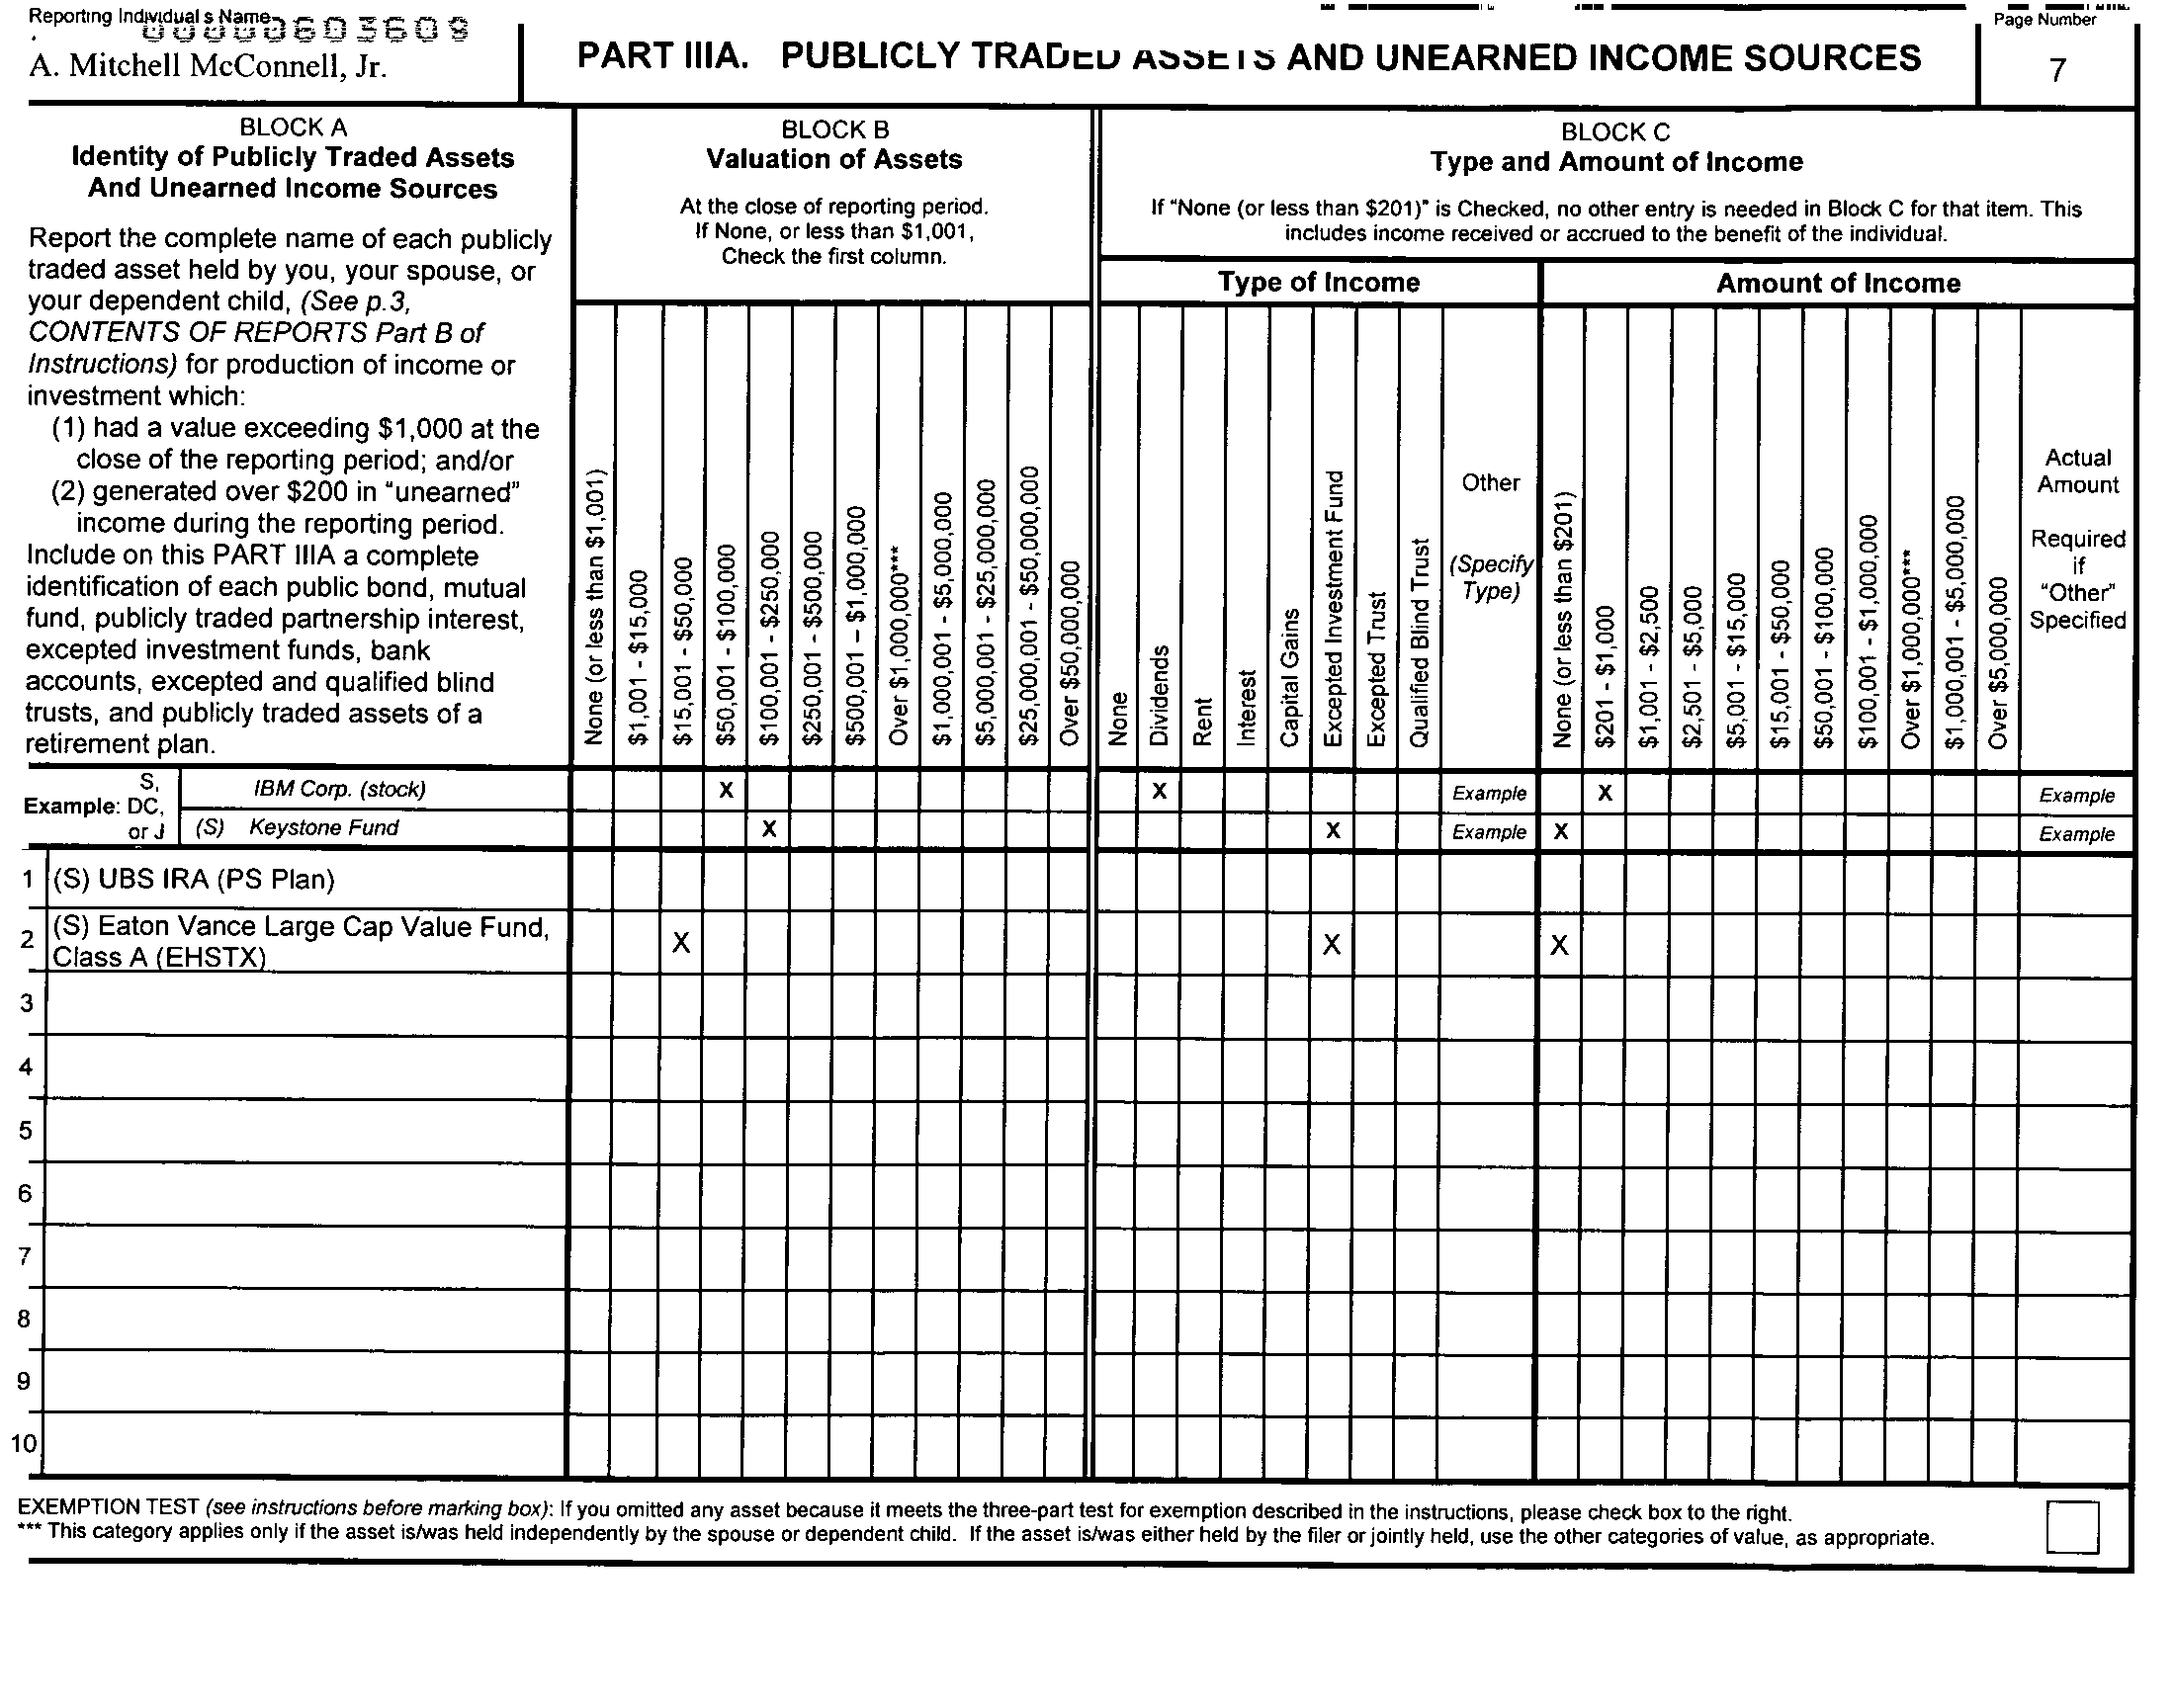 Reporting Individual s Name
A. Mitchell McConnell, Jr.
PART IIIA. PUBLICLY TRADED ASSETS AND UNEARNED INCOME SOURCES
Page Number
7
BLOCK A
Identity of Publicly Traded Assets
And Unearned Income Sources
Report the complete name of each publicly
traded asset held by you, your spouse, or
your dependent child, (See p.3,
CONTENTS OF REPORTS Part B of
Instructions) for production of income or
investment which:
(1) had a value exceeding $1,000 at the
close of the reporting period; and/or
(2) generated over $200 in "unearned"
income during the reporting period.
Include on this PART IIIA a complete
identification of each public bond, mutual
fund, publicly traded partnership interest,
excepted investment funds, bank
accounts, excepted and qualified blind
trusts, and publicly traded assets of a
retirement plan.
BLOCK B
Valuation of Assets
At the close of reporting period.
If None, or less than $1,001,
Check the first column.
None (or less than $1,001)
$1,001 - $15,000
$15,001 - $50,000
$50,001 - $100,000
$100,001 - $250,000
$250,001 - $500,000
$500,001 – $1,000,000
Over $1,000,000***
$1,000,001 - $5,000,000
$5,000,001 - $25,000,000
$25,000,001 - $50,000,000
Over $50,000,000
BLOCK C
Type and Amount of Income
If "None (or less than $201)" is Checked, no other entry is needed in Block C for that item. This
includes income received or accrued to the benefit of the individual.
Type of Income
None
Dividends
Rent
Interest
Capital Gains
Excepted Investment Fund
Excepted Trust
Qualified Blind Trust
Other
(Specify
Type)
Amount of Income
None (or less than $201)
$201 - $1,000
$1,001 - $2,500
$2,501 - $5,000
$5,001 - $15,000
$15,001 - $50,000
$50,001 - $100,000
$100,001 - $1,000,000
Over $1,000,000***
$1,000,001 - $5,000,000
Over $5,000,000
Actual
Amount
Required
if
"Other"
Specified
Example:
S,
DC,
or J
IBM Corp. (stock) X X Example X Example
(S) Keystone Fund X X Example X Example
1 (S) UBS IRA (PS Plan)
2 (S) Eaton Vance Large Cap Value Fund,
Class A (EHSTX) X X X
3
4
5
6
7
8
9
10
EXEMPTION TEST (see instructions before marking box): If you omitted any asset because it meets the three-part test for exemption described in the instructions, please check box to the right.
*** This category applies only if the asset is/was held independently by the spouse or dependent child. If the asset is/was either held by the filer or jointly held, use the other categories of value, as appropriate.